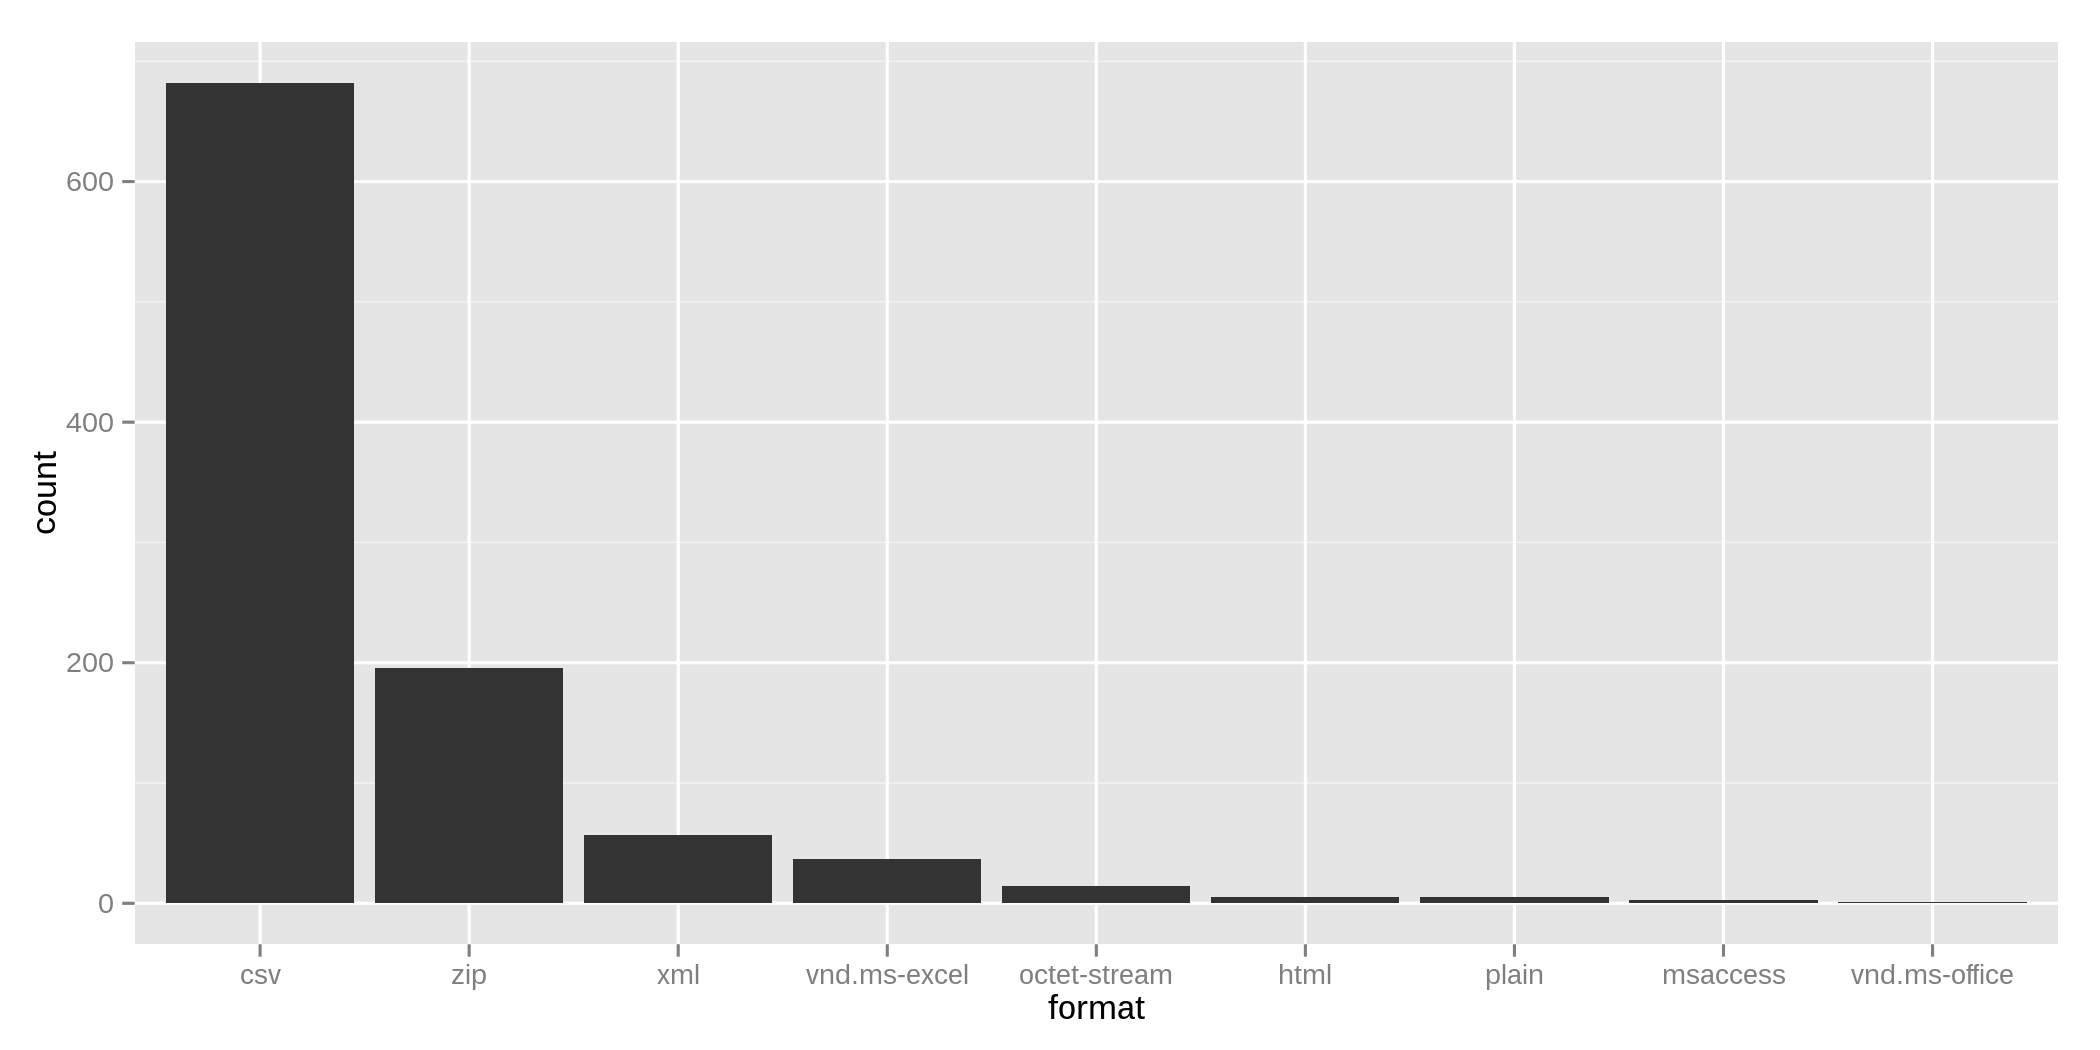 600
400
200
0
count
csv zip xml vnd.ms-excel octet-stream html plain msaccess vnd.ms-office
format